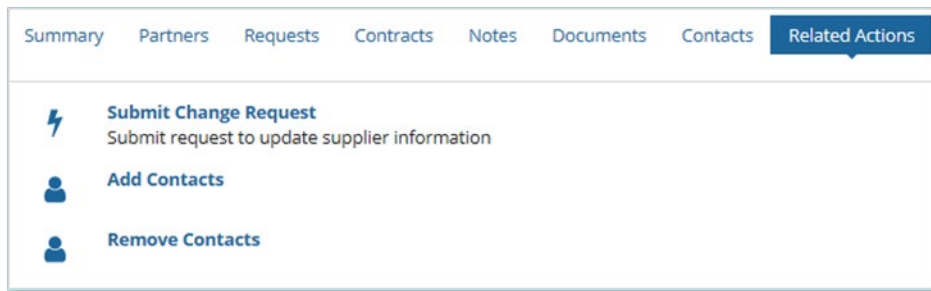 Summary Partners Requests Contracts Notes Documents Contacts Related Actions
Submit Change Request
Submit request to update supplier information
Add Contacts
Remove Contacts